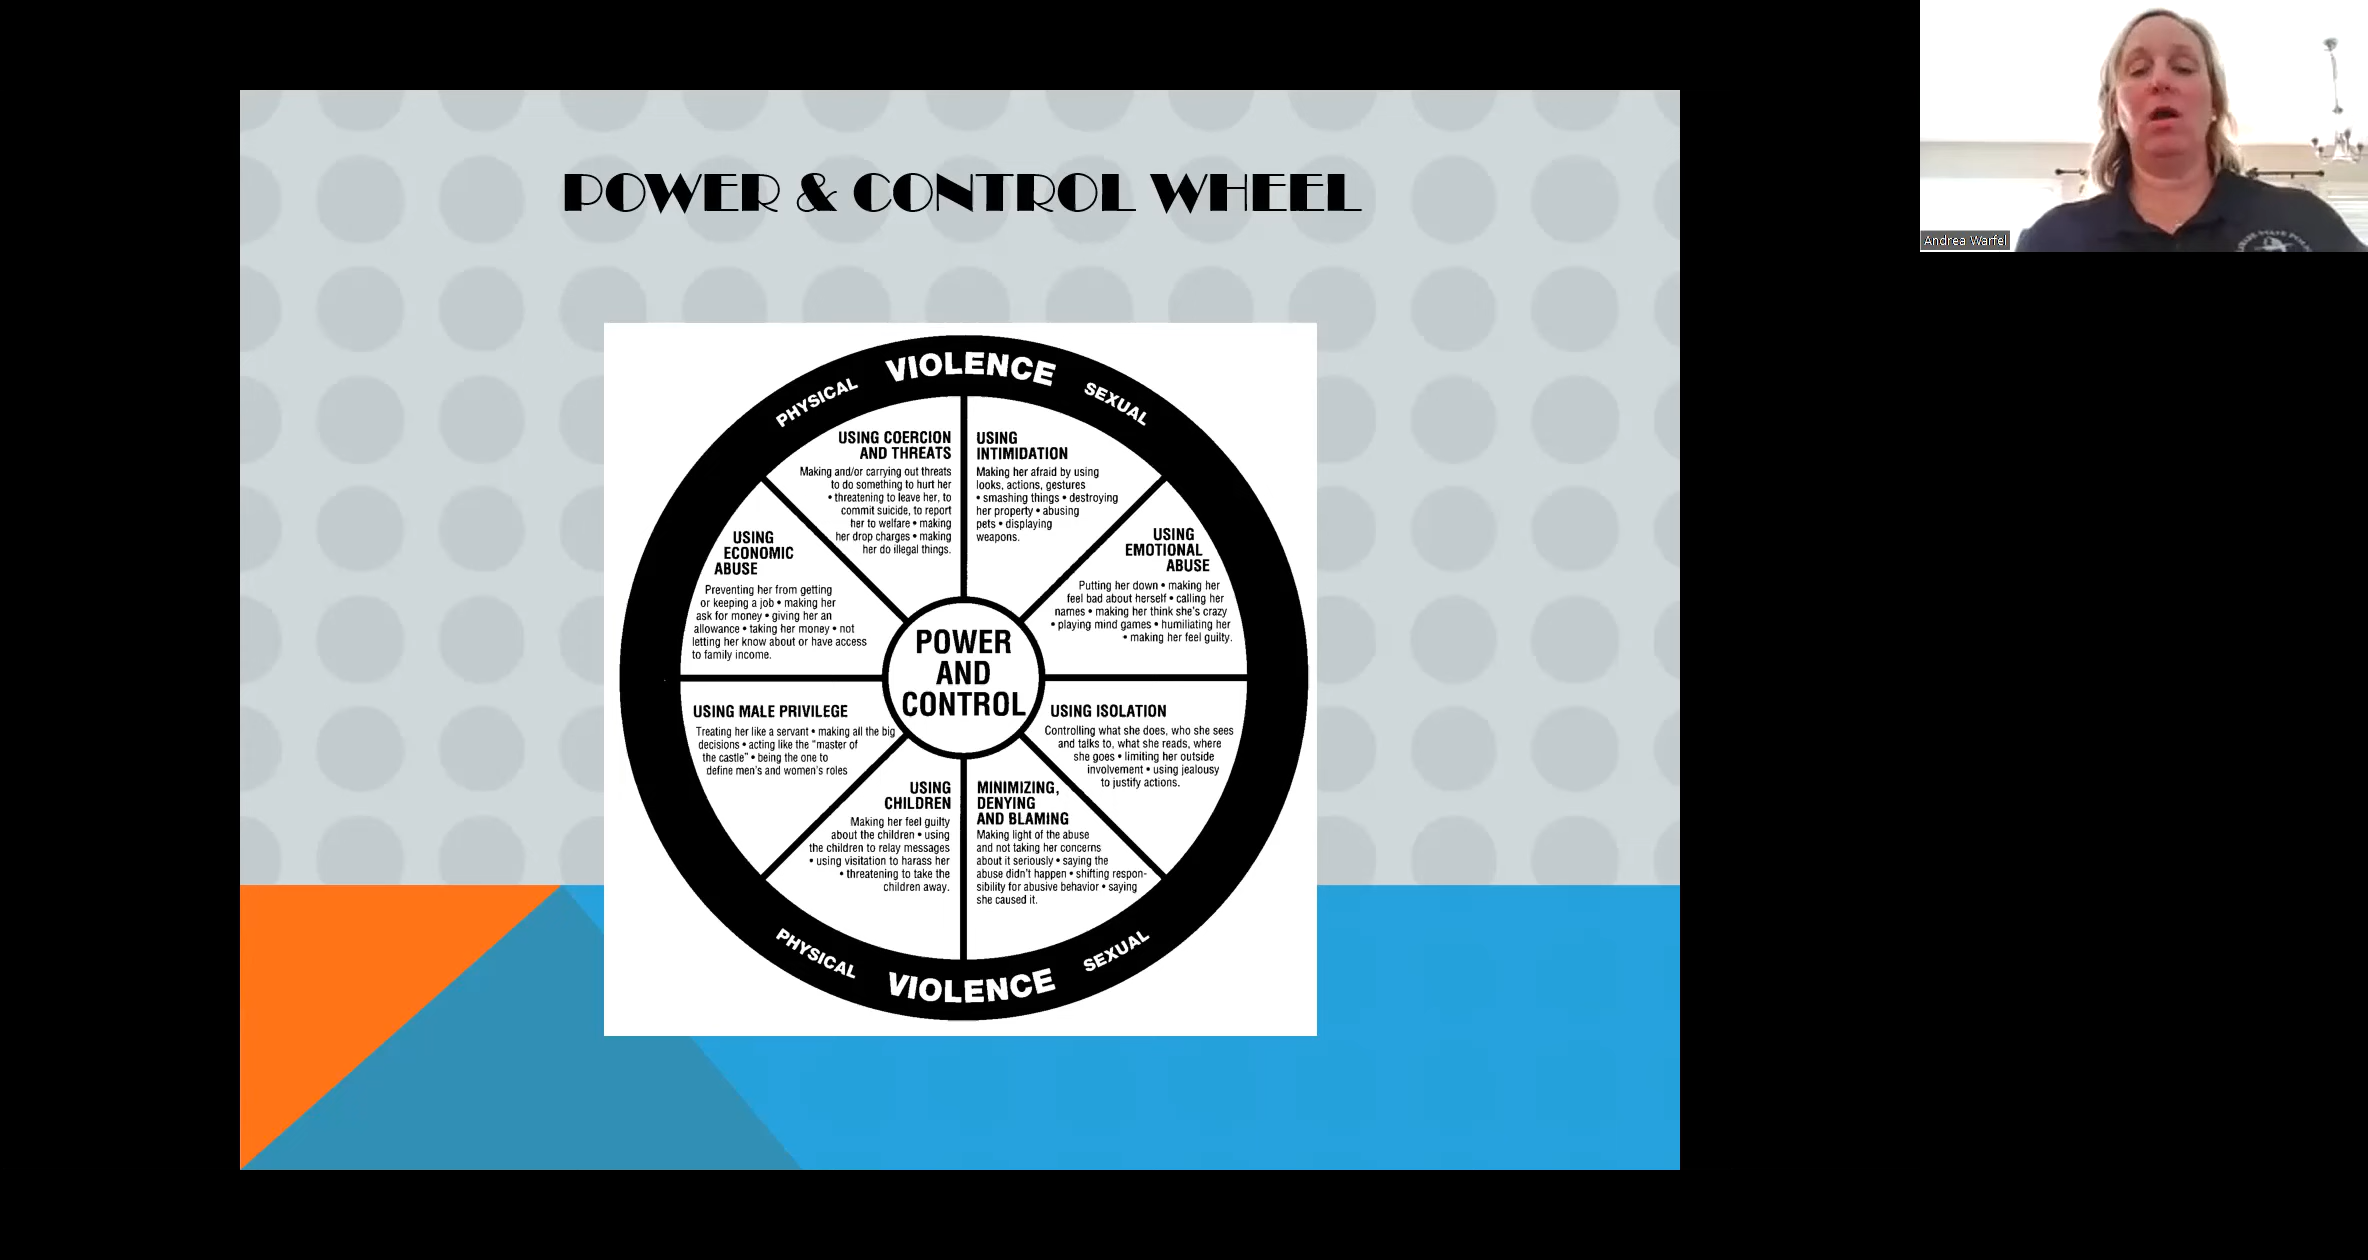 POWER & CONTROL WHEEL
Andrea Warfel
PHYSICAL VIOLENCE SEXUAL
USING COERCION
AND THREATS
Making and/or carrying out threats
to do something to hurt her
• threatening to leave her, to
commit suicide, to report
her to welfare • making
her drop charges • making
her do illegal things.
USING
INTIMIDATION
Making her afraid by using
looks, actions, gestures
• smashing things • destroying
her property • abusing
pets • displaying
weapons.
USING
ECONOMIC
ABUSE
Preventing her from getting
or keeping a job • making her
ask for money • giving her an
allowance • taking her money • not
letting her know about or have access
to family income.
USING
EMOTIONAL
ABUSE
Putting her down • making her
feel bad about herself • calling her
names • making her think she's crazy
• playing mind games • humiliating her
• making her feel guilty.
POWER
AND
CONTROL
USING MALE PRIVILEGE
Treating her like a servant • making all the big
decisions • acting like the "master of
the castle" • being the one to
define men's and women's roles
USING ISOLATION
Controlling what she does, who she sees
and talks to, what she reads, where
she goes • limiting her outside
involvement • using jealousy
to justify actions.
USING
CHILDREN
Making her feel guilty
about the children • using
the children to relay messages
• using visitation to harass her
• threatening to take the
children away.
MINIMIZING,
DENYING
AND BLAMING
Making light of the abuse
and not taking her concerns
about it seriously • saying the
abuse didn't happen • shifting respon-
sibility for abusive behavior • saying
she caused it.
PHYSICAL VIOLENCE SEXUAL